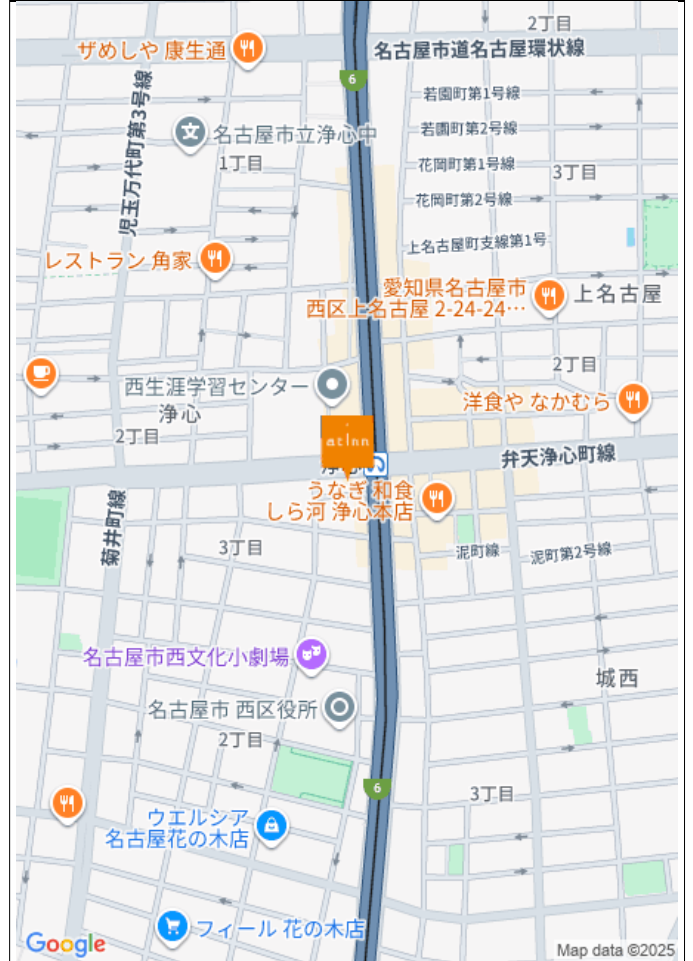 2丁目
ザめしや 康生通
名古屋市道名古屋環状線
6
若園町第1号線
児玉万代町第3号線
名古屋市立浄心中
若園町第2号線
1丁目
花岡町第1号線
3丁目
花岡町第2号線
上名古屋町支線第1号
レストラン 角家
愛知県名古屋市
西区上名古屋 2-24-24…
上名古屋
2丁目
西生涯学習センター
浄心
洋食や なかむら
2丁目
atInn
弁天浄心町線
うなぎ 和食
しら河 浄心本店
菊井町線
3丁目
泥町線
泥町第2号線
名古屋市西文化小劇場
城西
名古屋市 西区役所
2丁目
6
3丁目
ウエルシア
名古屋花の木店
フィール 花の木店
Google
Map data ©2025